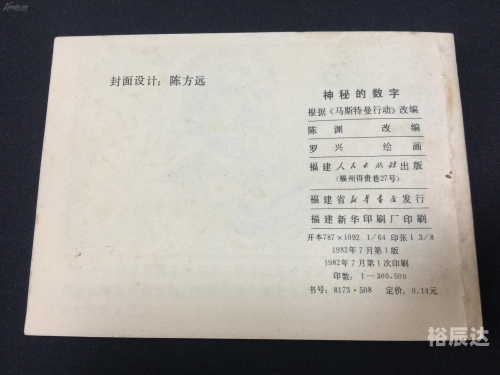 封面设计：陈方远
神秘的数字
根据《马斯特曼行动》改编
陈渊 改编
罗兴 绘画
福建人民出版社出版
（福州得贵巷27号）
福建省新华书店发行
福建新华印刷厂印刷
开本787×1092 1/64 印张1 3/8
1982年7月第1版
1982年7月第1次印刷
印数：1—200,500
书号：8173·508 定价：0.14元
裕辰达